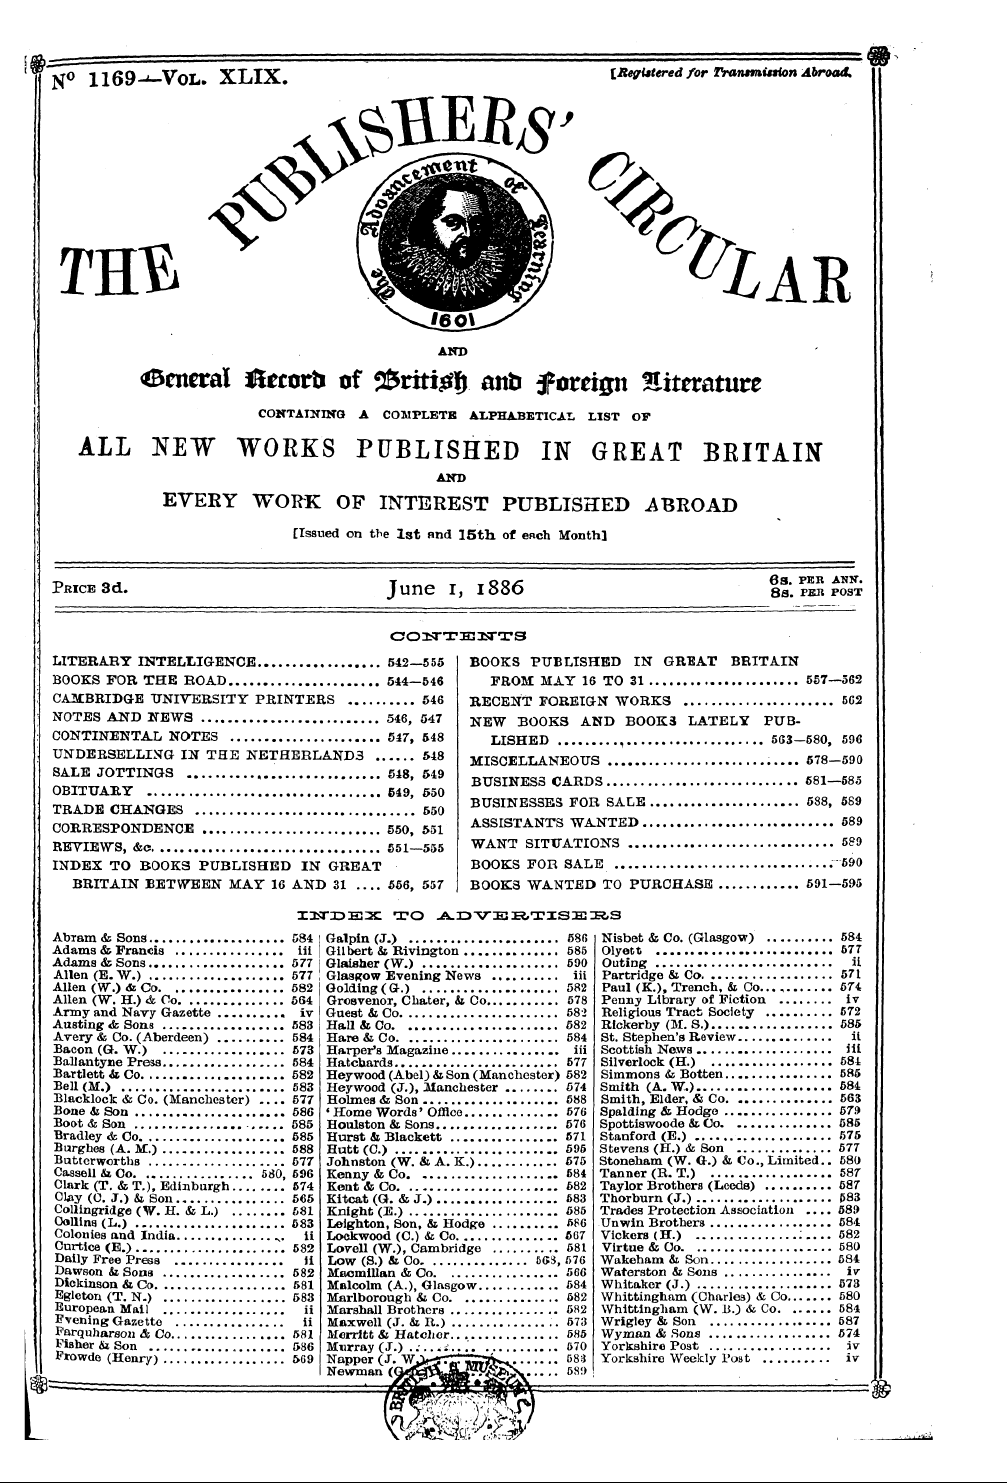 Nº 1169—VOL. XLIX.
[Registered for Transmission Abroad.
THE PUBLISHERS' CIRCULAR
The Advancement of Learning
1601
AND
General Record of British and Foreign Literature
CONTAINING A COMPLETE ALPHABETICAL LIST OF
ALL NEW WORKS PUBLISHED IN GREAT BRITAIN
AND
EVERY WORK OF INTEREST PUBLISHED ABROAD
[Issued on the 1st and 15th of each Month]
PRICE 3d.
June 1, 1886
6s. PER ANN.
8s. PER POST
CONTENTS
LITERARY INTELLIGENCE.................. 542—555
BOOKS FOR THE ROAD...................... 544—546
CAMBRIDGE UNIVERSITY PRINTERS .......... 546
NOTES AND NEWS .......................... 546, 547
CONTINENTAL NOTES ...................... 547, 548
UNDERSELLING IN THE NETHERLANDS ...... 548
SALE JOTTINGS ............................ 548, 549
OBITUARY .................................. 549, 550
TRADE CHANGES ................................ 550
CORRESPONDENCE .......................... 550, 551
REVIEWS, &c. ................................ 551—555
INDEX TO BOOKS PUBLISHED IN GREAT
BRITAIN BETWEEN MAY 16 AND 31 .... 556, 557
BOOKS PUBLISHED IN GREAT BRITAIN
FROM MAY 16 TO 31 ...................... 557—562
RECENT FOREIGN WORKS ...................... 562
NEW BOOKS AND BOOKS LATELY PUB-
LISHED .............................. 563—580, 596
MISCELLANEOUS ............................ 578—590
BUSINESS CARDS ............................ 581—585
BUSINESSES FOR SALE ...................... 588, 589
ASSISTANTS WANTED ............................ 589
WANT SITUATIONS .............................. 589
BOOKS FOR SALE ................................ 590
BOOKS WANTED TO PURCHASE ............ 591—595
INDEX TO ADVERTISERS
Abram & Sons .................... 584
Adams & Francis ................ iii
Adams & Sons .................... 577
Allen (E. W.) .................... 577
Allen (W.) & Co. ................ 582
Allen (W. H.) & Co. ............ 564
Army and Navy Gazette .......... iv
Austing & Sons .................. 583
Avery & Co. (Aberdeen) .......... 584
Bacon (G. W.) .................. 573
Ballantyne Press .................. 584
Bartlett & Co. .................... 582
Bell (M.) ........................ 583
Blacklock & Co. (Manchester) .... 577
Bone & Son ...................... 586
Boot & Son ...................... 585
Bradley & Co. .................... 585
Burghes (A. M.) .................. 588
Butterworths .................... 577
Cassell & Co. ................ 580, 596
Clark (T. & T.), Edinburgh ........ 574
Clay (C. J.) & Son ................ 565
Collingridge (W. H. & L.) ........ 581
Collins (L.) ...................... 583
Colonies and India ................ ii
Curtice (E.) ...................... 582
Daily Free Press ................ ii
Dawson & Sons .................. 582
Dickinson & Co. .................. 581
Egleton (T. N.) .................. 583
European Mail .................. ii
Evening Gazette .................. ii
Farquharson & Co. ................ 581
Fisher & Son .................... 586
Frowde (Henry) .................. 569
Galpin (J.) ...................... 586
Gilbert & Rivington .............. 585
Glaisher (W.) .................... 590
Glasgow Evening News .......... iii
Golding (G.) .................... 582
Grosvenor, Chater, & Co. .......... 578
Guest & Co. ...................... 582
Hall & Co. ...................... 582
Hare & Co. ...................... 584
Harper's Magazine ................ iii
Hatchards ........................ 577
Heywood (Abel) & Son (Manchester) 582
Heywood (J.), Manchester ........ 574
Holmes & Son .................... 588
'Home Words' Office .............. 576
Houlston & Sons .................. 576
Hurst & Blackett ................ 571
Hutt (C.) ........................ 595
Johnston (W. & A. K.) ............ 575
Kenny & Co. .................... 586
Kent & Co. ...................... 582
Kitcat (G. & J.) .................. 583
Knight (E.) ...................... 585
Leighton, Son, & Hodge .......... 586
Lockwood (C.) & Co. .............. 567
Lovell (W.), Cambridge .......... 581
Low (S.) & Co. .............. 568, 576
Macmillan & Co. ................ 566
Malcolm (A.), Glasgow ............ 584
Marlborough & Co. .............. 582
Marshall Brothers ................ 582
Maxwell (J. & R.) ................ 573
Merritt & Hatcher ................ 585
Murray (J.) ...................... 570
Napper (J. W.) .................. 583
Newman (G.) .................. 589
Nisbet & Co. (Glasgow) .......... 584
Olyett .......................... 577
Outing .......................... ii
Partridge & Co. .................. 571
Paul (K.), Trench, & Co. .......... 574
Penny Library of Fiction ........ iv
Religious Tract Society .......... 572
Rickerby (M. S.) .................. 585
St. Stephen's Review .............. ii
Scottish News .................... iii
Silverlock (H.) .................. 584
Simmons & Botten ................ 585
Smith (A. W.) .................... 584
Smith, Elder, & Co. .............. 563
Spalding & Hodge ................ 579
Spottiswoode & Co. .............. 585
Stanford (E.) .................... 575
Stevens (H.) & Son .............. 577
Stoneham (W. G.) & Co., Limited .. 580
Tanner (R. T.) .................. 587
Taylor Brothers (Leeds) .......... 587
Thorburn (J.) .................... 583
Trades Protection Association .... 589
Unwin Brothers .................. 584
Vickers (H.) .................... 582
Virtue & Co. .................... 580
Wakeham & Son .................. 584
Waterston & Sons ................ iv
Whitaker (J.) .................... 573
Whittingham (Charles) & Co. ...... 580
Whittingham (W. B.) & Co. ...... 584
Wrigley & Son .................. 587
Wyman & Sons .................. 574
Yorkshire Post .................. iv
Yorkshire Weekly Post .......... iv
BRITISH MUSEUM